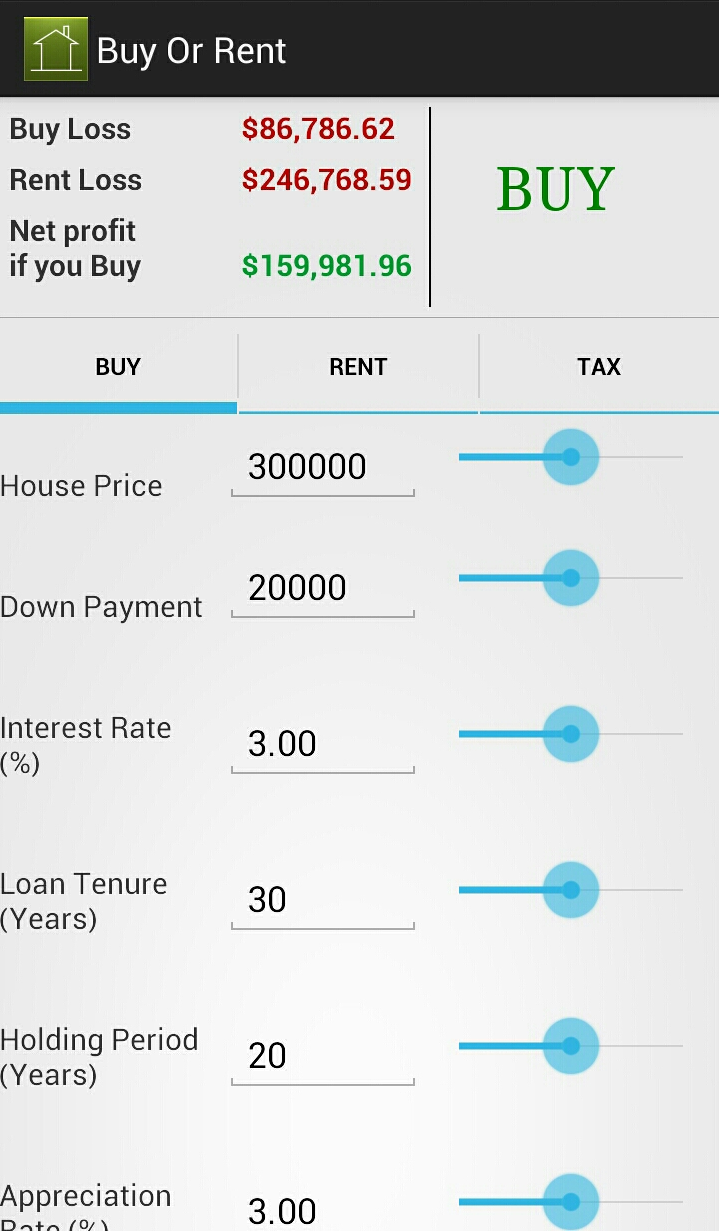 Buy Or Rent
Buy Loss $86,786.62
Rent Loss $246,768.59
Net profit
if you Buy $159,981.96
BUY
BUY RENT TAX
House Price 300000
Down Payment 20000
Interest Rate
(%) 3.00
Loan Tenure
(Years) 30
Holding Period
(Years) 20
Appreciation
Rate (%) 3.00